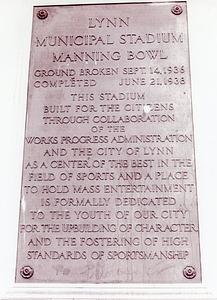 LYNN
MUNICIPAL STADIUM
MANNING BOWL
GROUND BROKEN SEPT. 14, 1936
COMPLETED JUNE 21, 1938
THIS STADIUM
BUILT FOR THE CITIZENS
THROUGH COLLABORATION
OF THE
WORKS PROGRESS ADMINISTRATION
AND THE CITY OF LYNN
AS A CENTER OF THE BEST IN THE
FIELD OF SPORTS AND A PLACE
TO HOLD MASS ENTERTAINMENT
IS FORMALLY DEDICATED
TO THE YOUTH OF OUR CITY
FOR THE UPBUILDING OF CHARACTER
AND THE FOSTERING OF HIGH
STANDARDS OF SPORTSMANSHIP